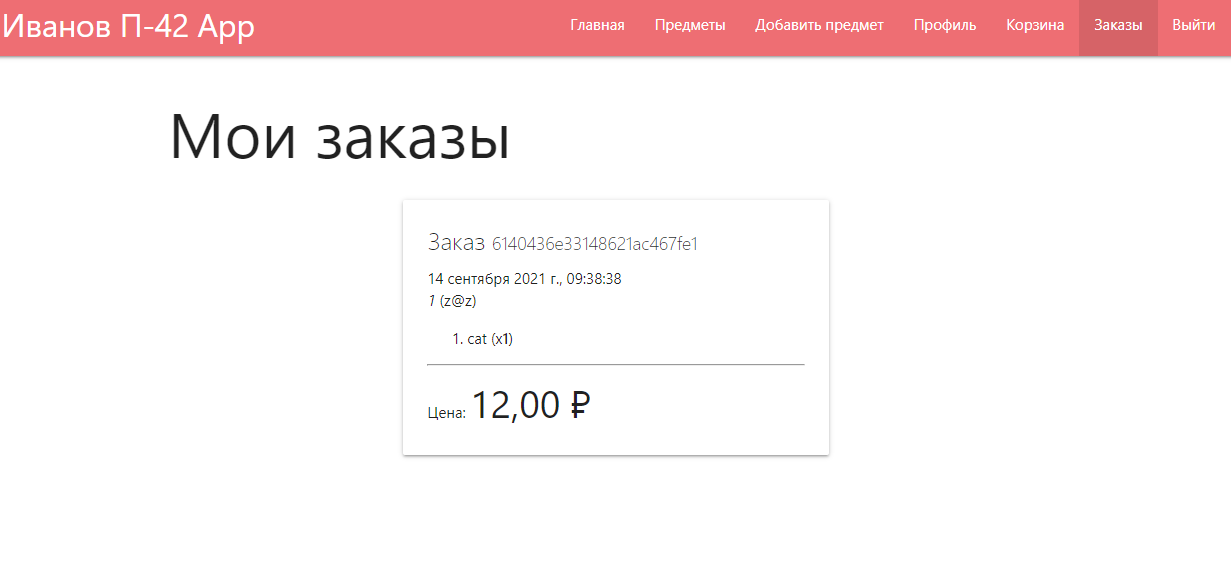 Иванов П-42 App
Главная Предметы Добавить предмет Профиль Корзина Заказы Выйти
Мои заказы
Заказ 6140436e33148621ac467fe1
14 сентября 2021 г., 09:38:38
1 (z@z)
1. cat (x1)
Цена: 12,00 ₽